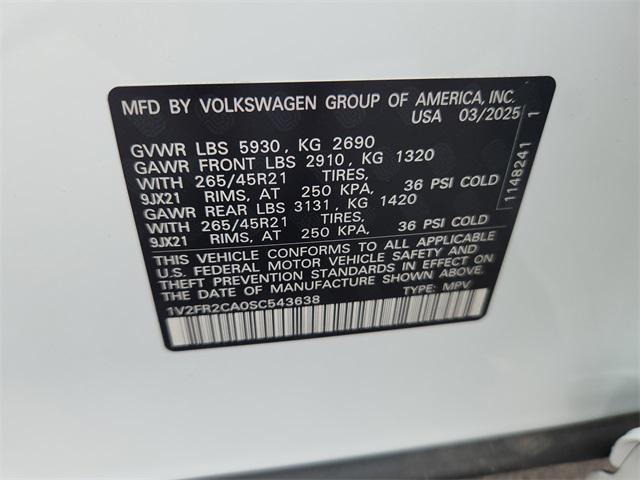 MFD BY VOLKSWAGEN GROUP OF AMERICA, INC.
USA 03/2025
GVWR LBS 5930, KG 2690
GAWR FRONT LBS 2910, KG 1320
WITH 265/45R21 TIRES,
9JX21 RIMS, AT 250 KPA, 36 PSI COLD
GAWR REAR LBS 3131, KG 1420
WITH 265/45R21 TIRES,
9JX21 RIMS, AT 250 KPA, 36 PSI COLD
THIS VEHICLE CONFORMS TO ALL APPLICABLE
U.S. FEDERAL MOTOR VEHICLE SAFETY AND
THEFT PREVENTION STANDARDS IN EFFECT ON
THE DATE OF MANUFACTURE SHOWN ABOVE.
1V2FR2CA0SC543638 TYPE: MPV
1148241 1